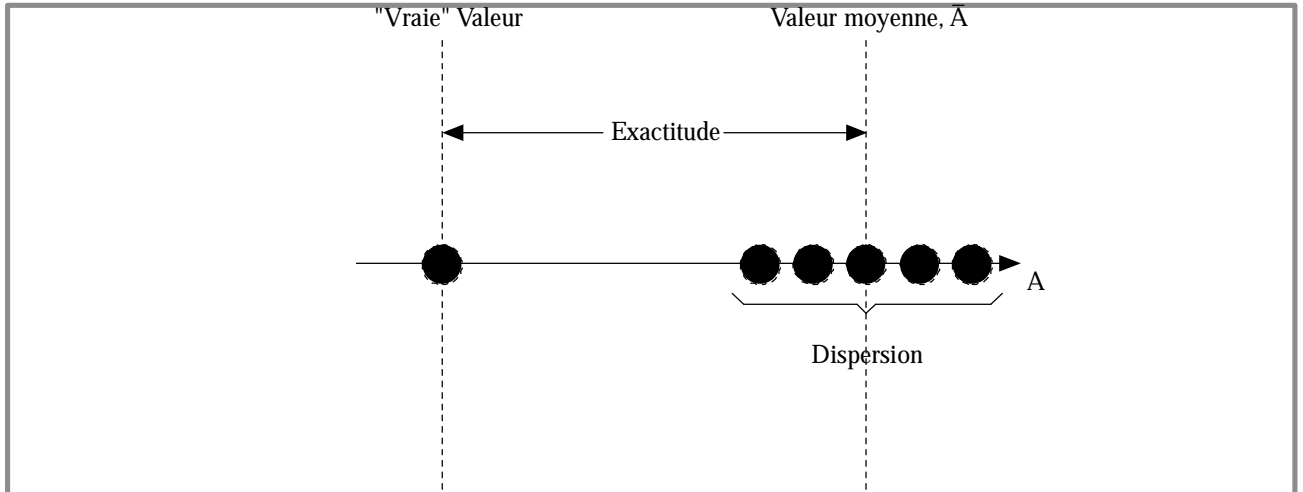 "Vraie" Valeur
Valeur moyenne, A̅
Exactitude
A
Dispersion